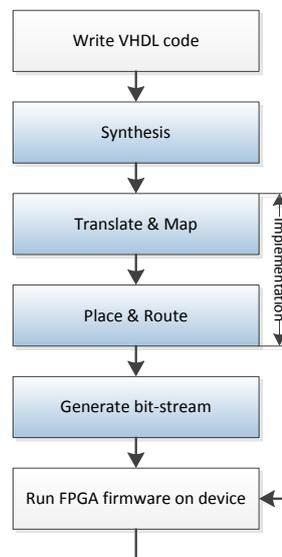 Write VHDL code
Synthesis
Translate & Map
Implementation
Place & Route
Generate bit-stream
Run FPGA firmware on device